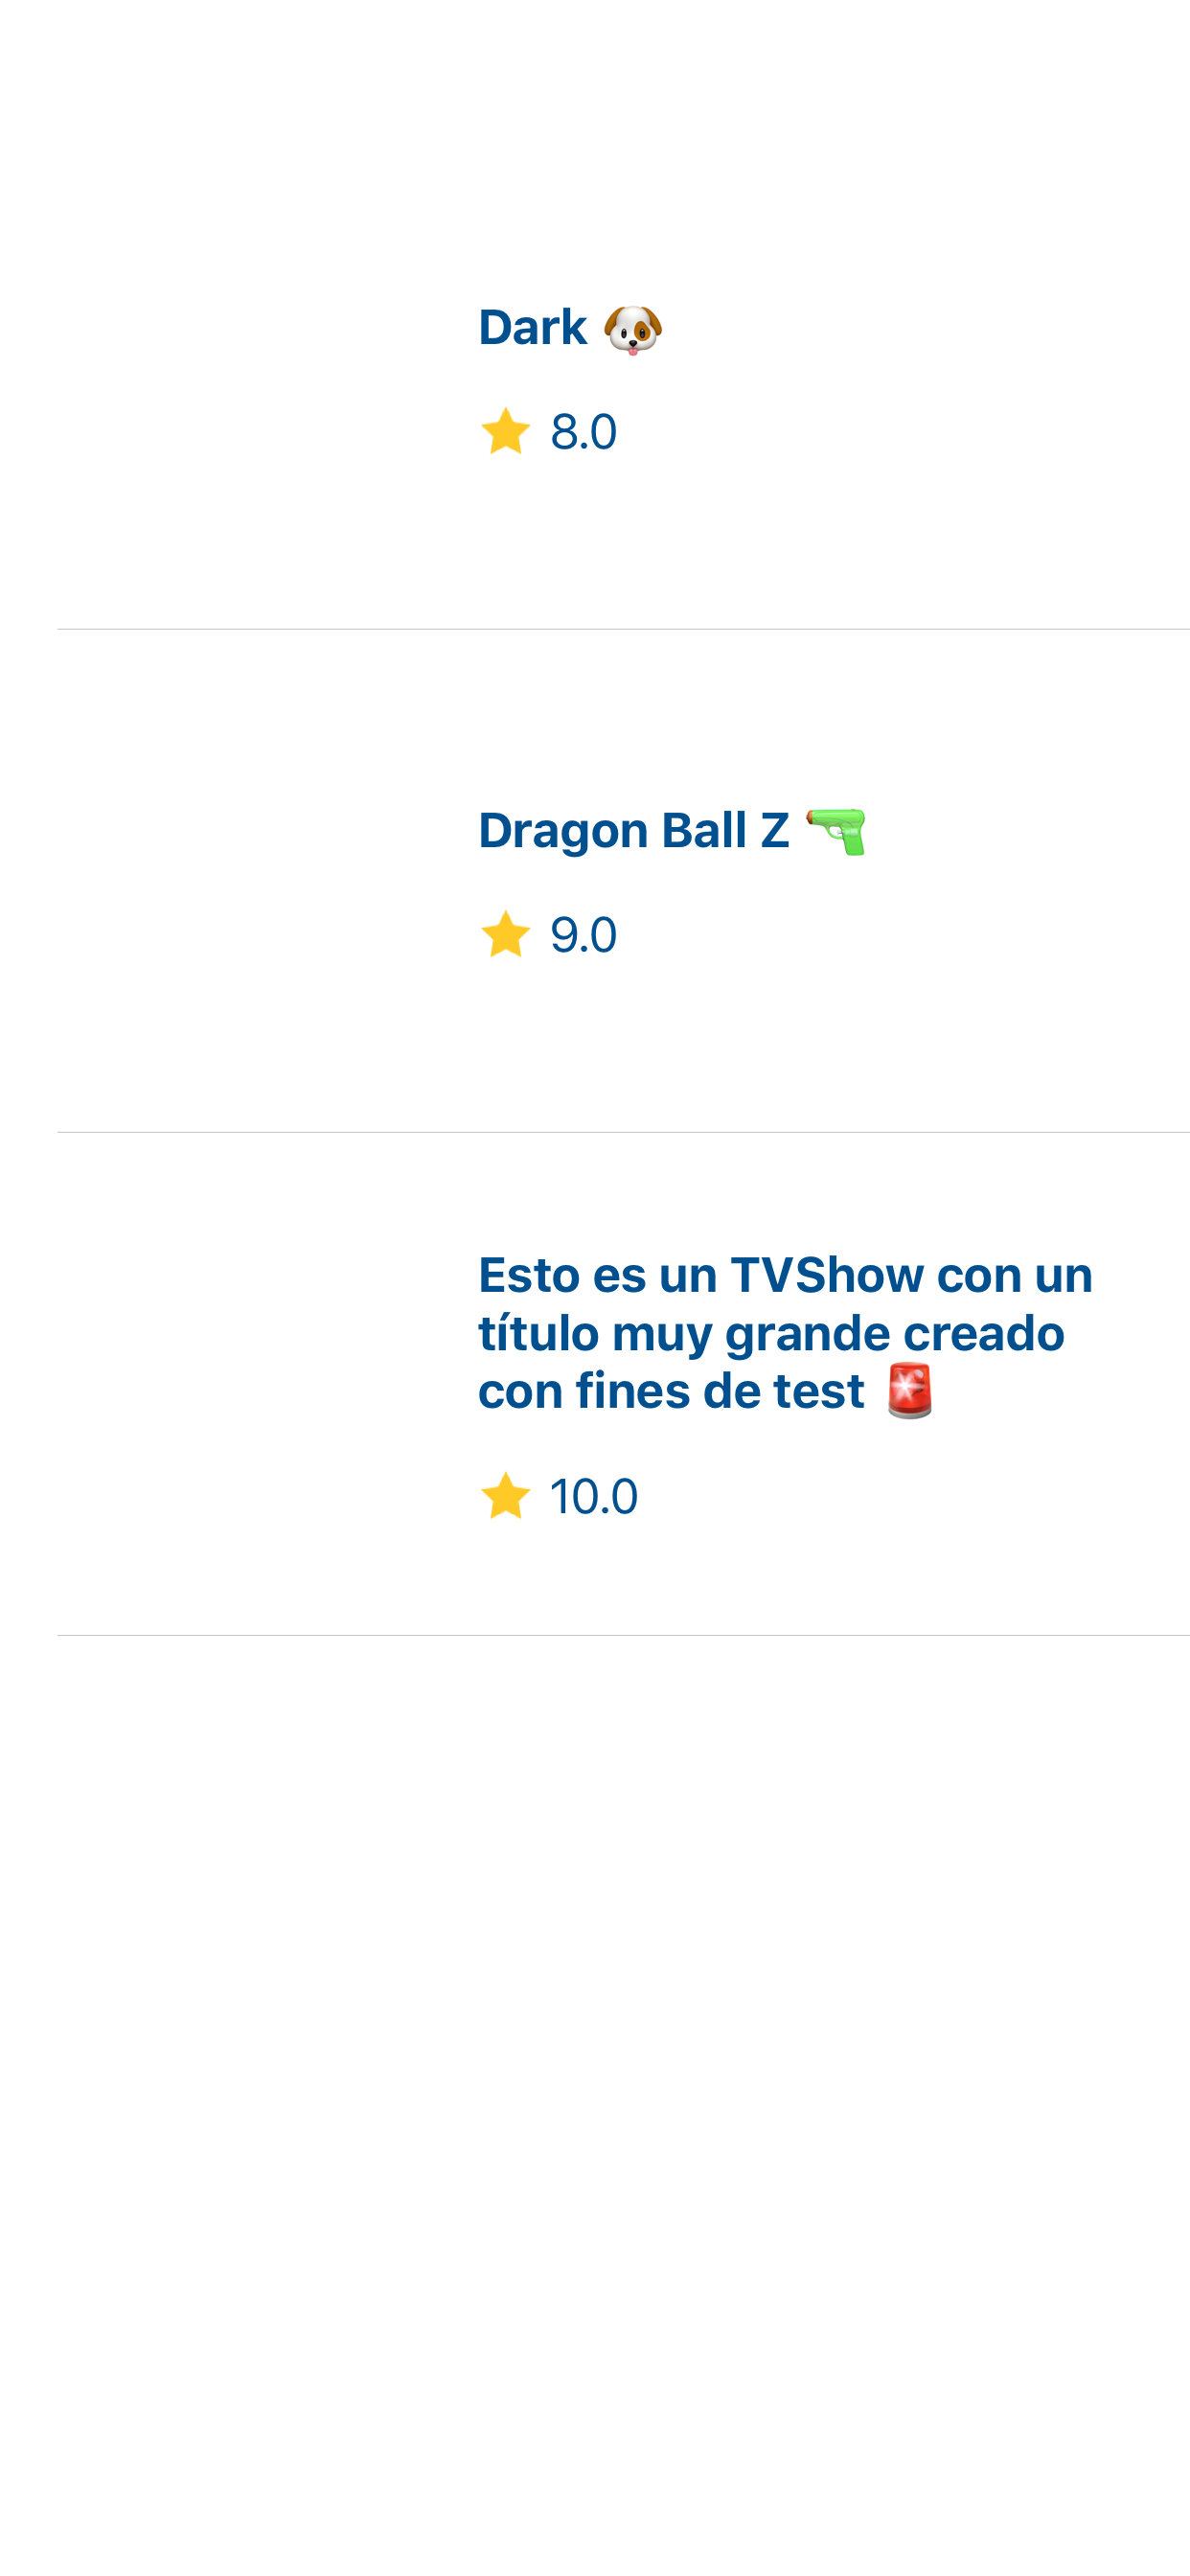 Dark 🐶
⭐ 8.0
Dragon Ball Z 🔫
⭐ 9.0
Esto es un TVShow con un
título muy grande creado
con fines de test 🚨
⭐ 10.0